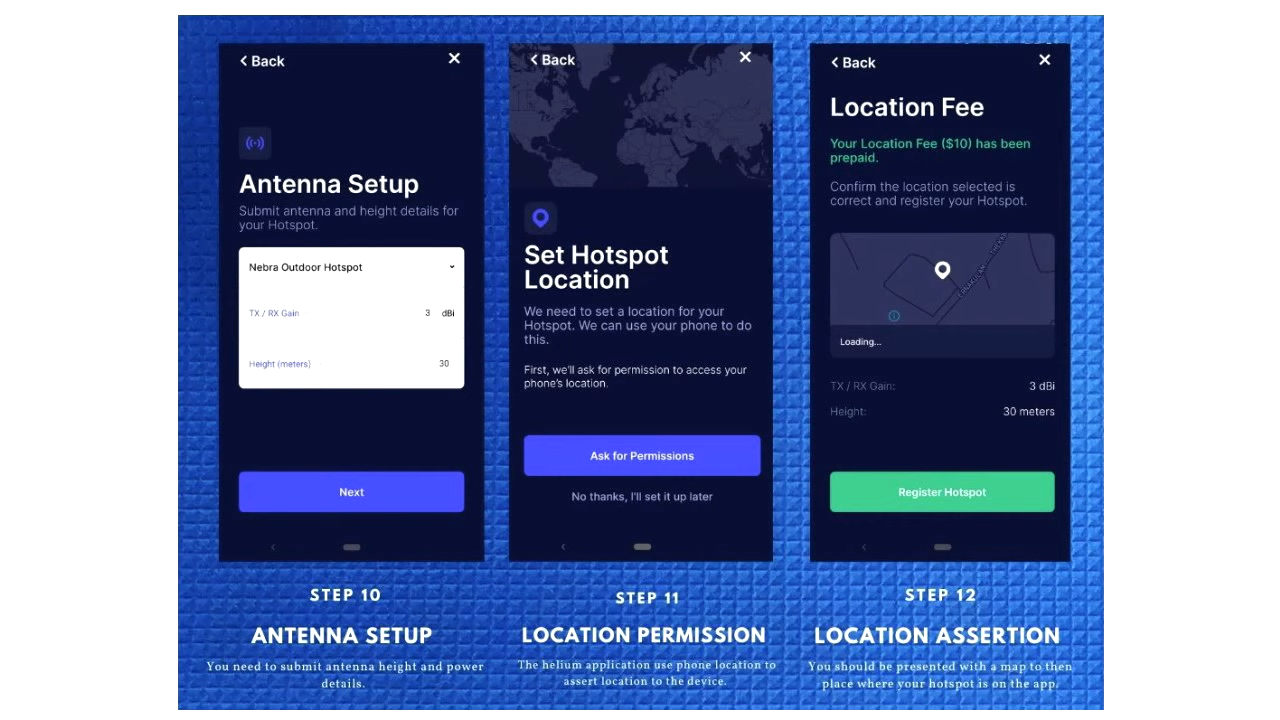 Back
Antenna Setup
Submit antenna and height details for
your Hotspot.
Nebra Outdoor Hotspot
TX / RX Gain 3 dBi
Height (meters) 30
Next
STEP 10
ANTENNA SETUP
You need to submit antenna height and power
details.
Back
Set Hotspot
Location
We need to set a location for your
Hotspot. We can use your phone to do
this.
First, we'll ask for permission to access your
phone's location.
Ask for Permissions
No thanks, I'll set it up later
STEP 11
LOCATION PERMISSION
The helium application use phone location to
assert location to the device.
Back
Location Fee
Your Location Fee ($10) has been
prepaid.
Confirm the location selected is
correct and register your Hotspot.
Loading...
TX / RX Gain: 3 dBi
Height: 30 meters
Register Hotspot
STEP 12
LOCATION ASSERTION
You should be presented with a map to then
place where your hotspot is on the app.